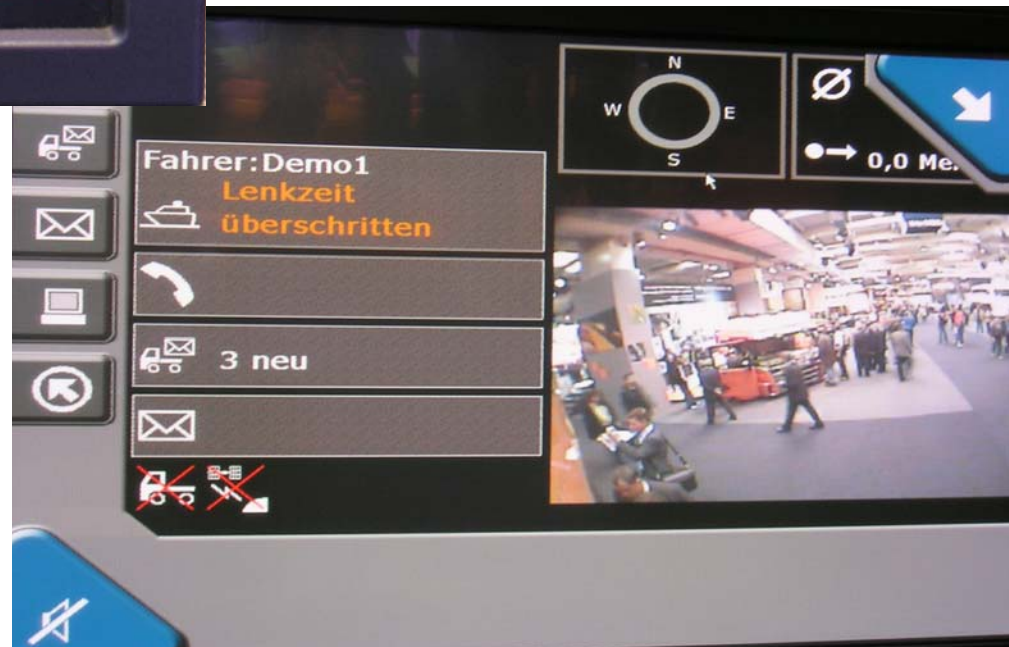 N
W E
S
Ø
0,0 Me.
Fahrer:Demo1
Lenkzeit
überschritten
3 neu